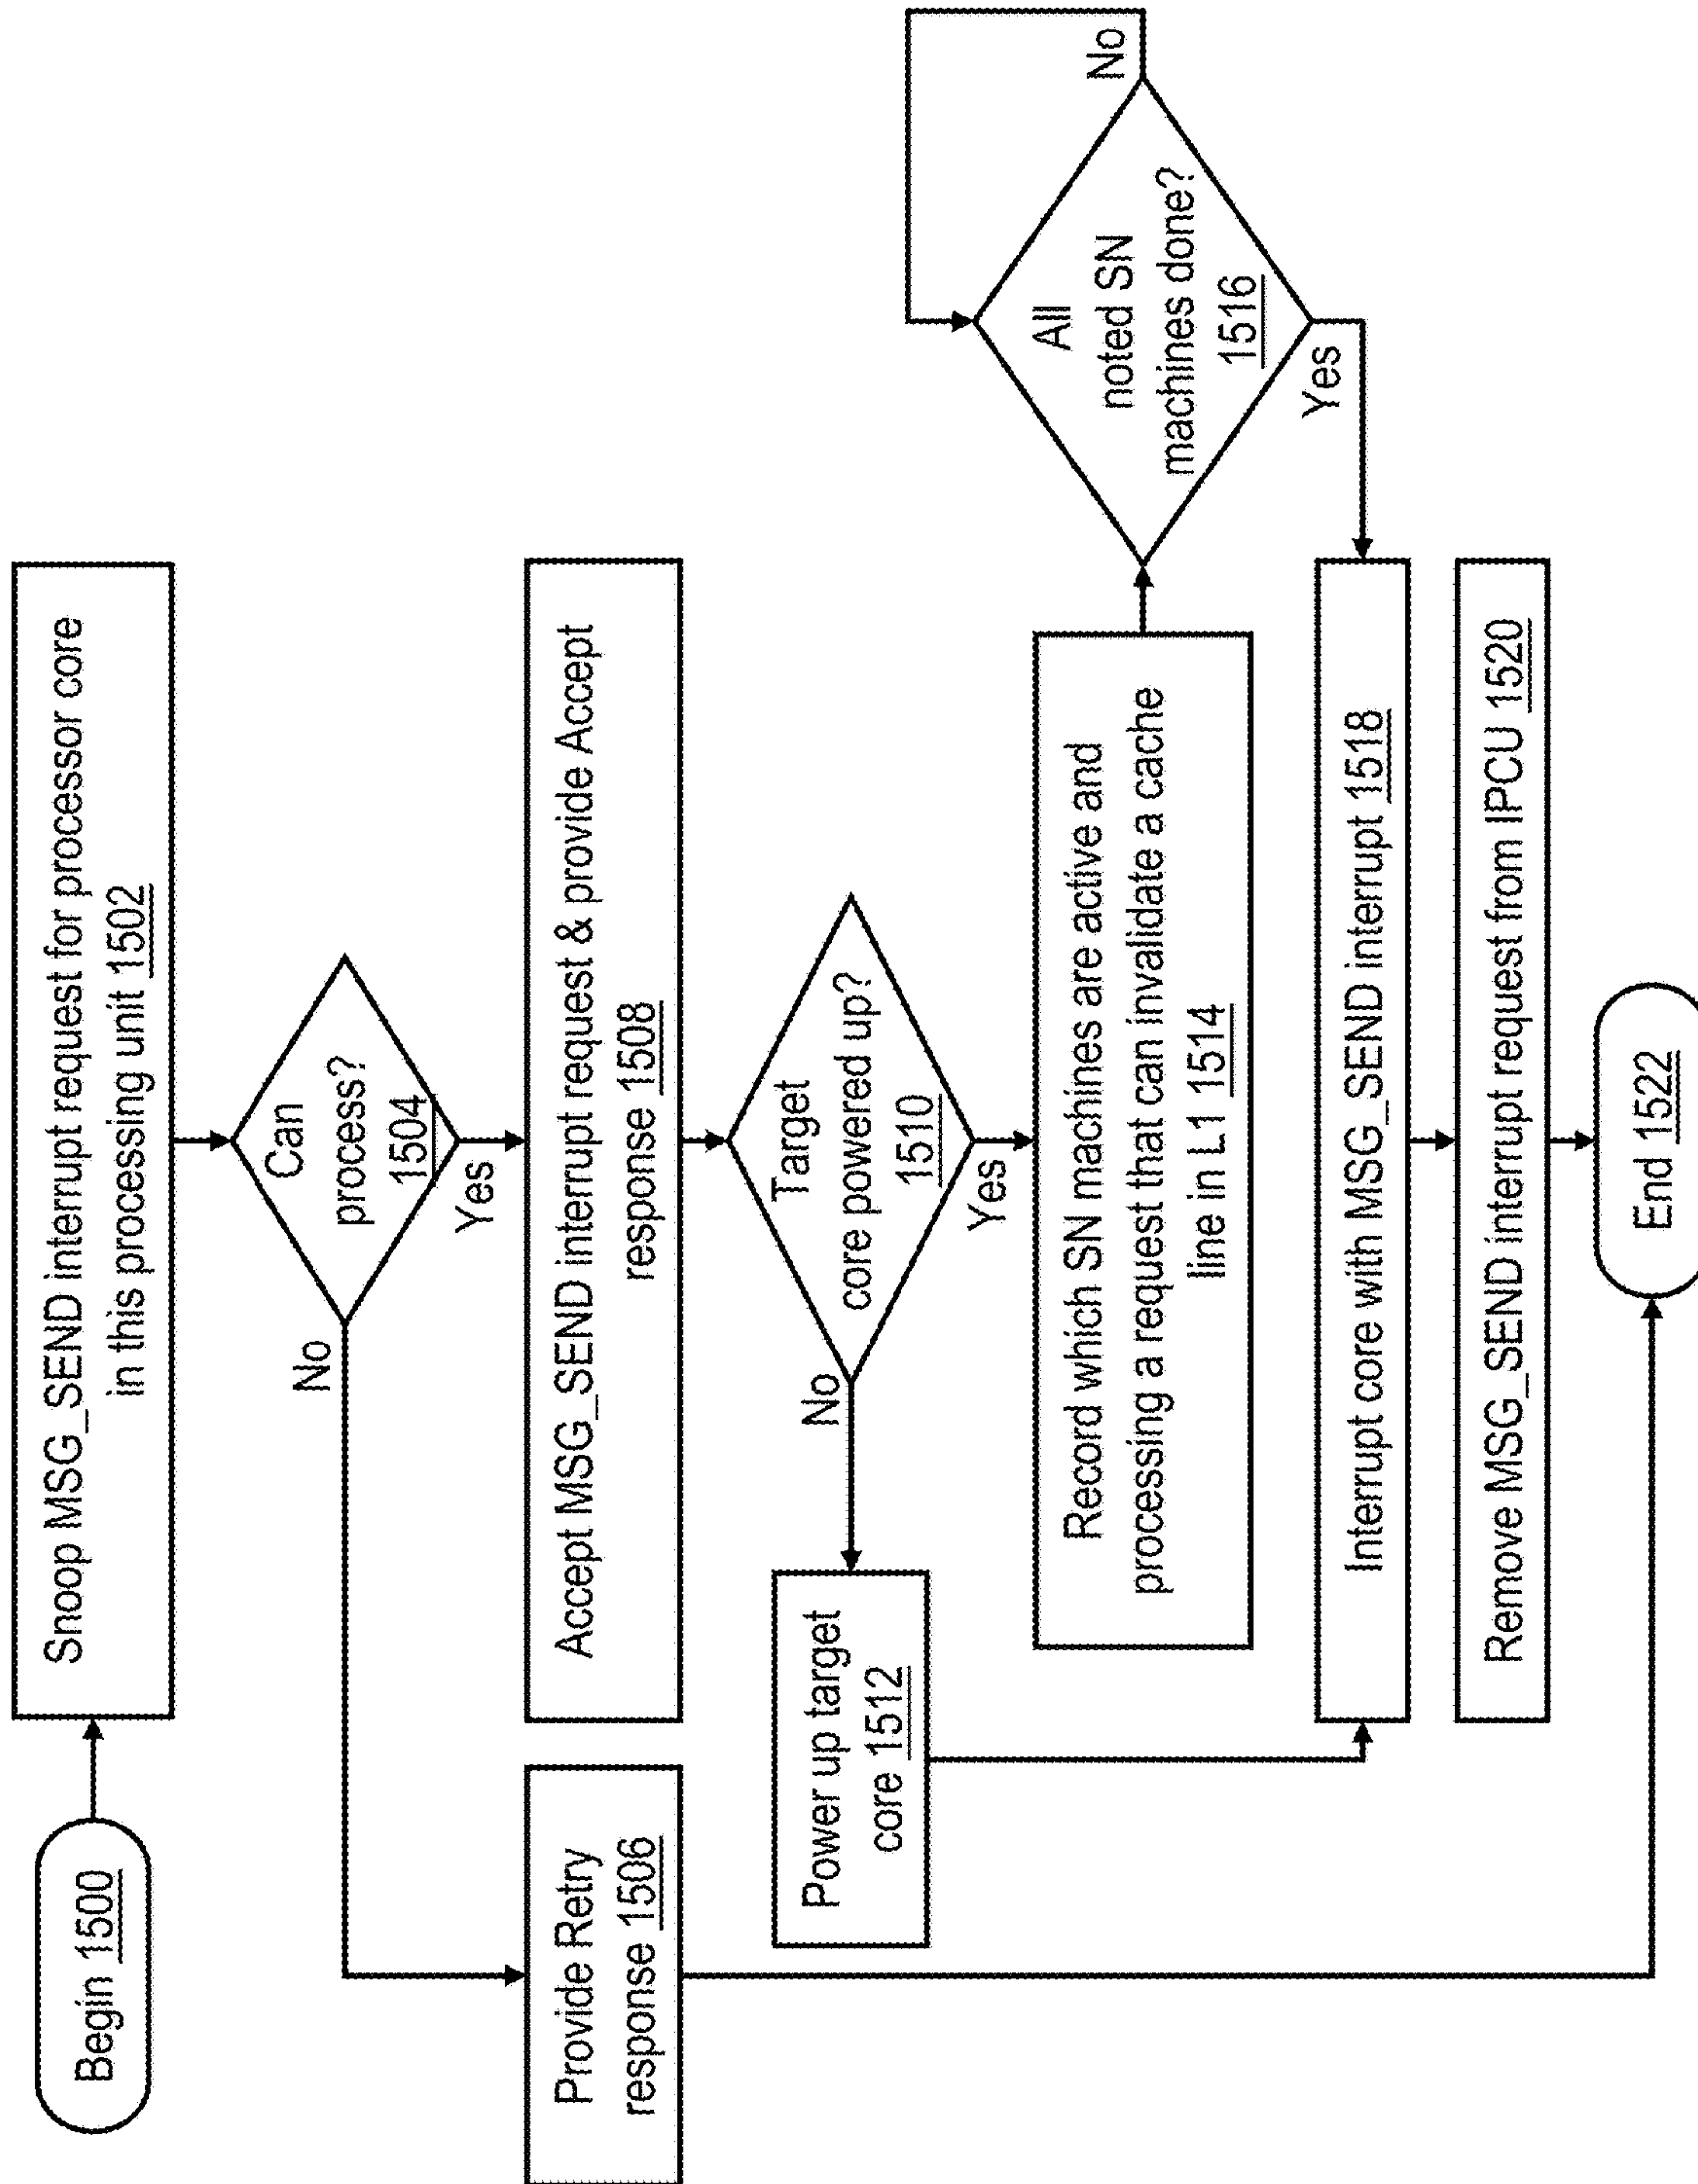 Begin 1500
Snoop MSG_SEND interrupt request for processor core
in this processing unit 1502
Can
process?
1504
No
Yes
Provide Retry
response 1506
Accept MSG_SEND interrupt request & provide Accept
response 1508
Target
core powered up?
1510
No
Yes
Power up target
core 1512
Record which SN machines are active and
processing a request that can invalidate a cache
line in L1 1514
All
noted SN
machines done?
1516
No
Yes
Interrupt core with MSG_SEND interrupt 1518
Remove MSG_SEND interrupt request from IPCU 1520
End 1522